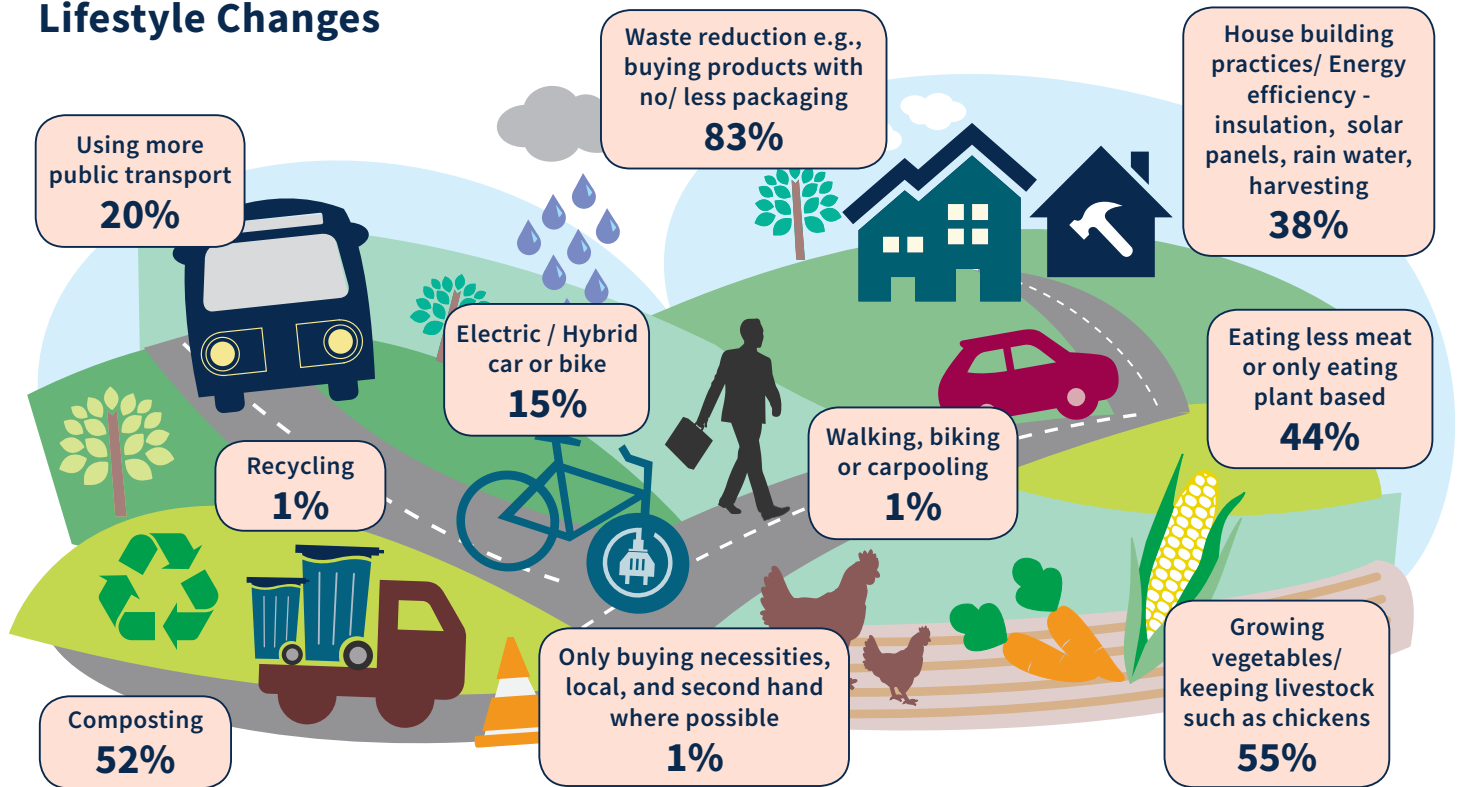 Lifestyle Changes
Waste reduction e.g.,
buying products with
no/ less packaging
83%
House building
practices/ Energy
efficiency -
insulation, solar
panels, rain water,
harvesting
38%
Using more
public transport
20%
Electric / Hybrid
car or bike
15%
Eating less meat
or only eating
plant based
44%
Walking, biking
or carpooling
1%
Recycling
1%
Only buying necessities,
local, and second hand
where possible
1%
Growing
vegetables/
keeping livestock
such as chickens
55%
Composting
52%